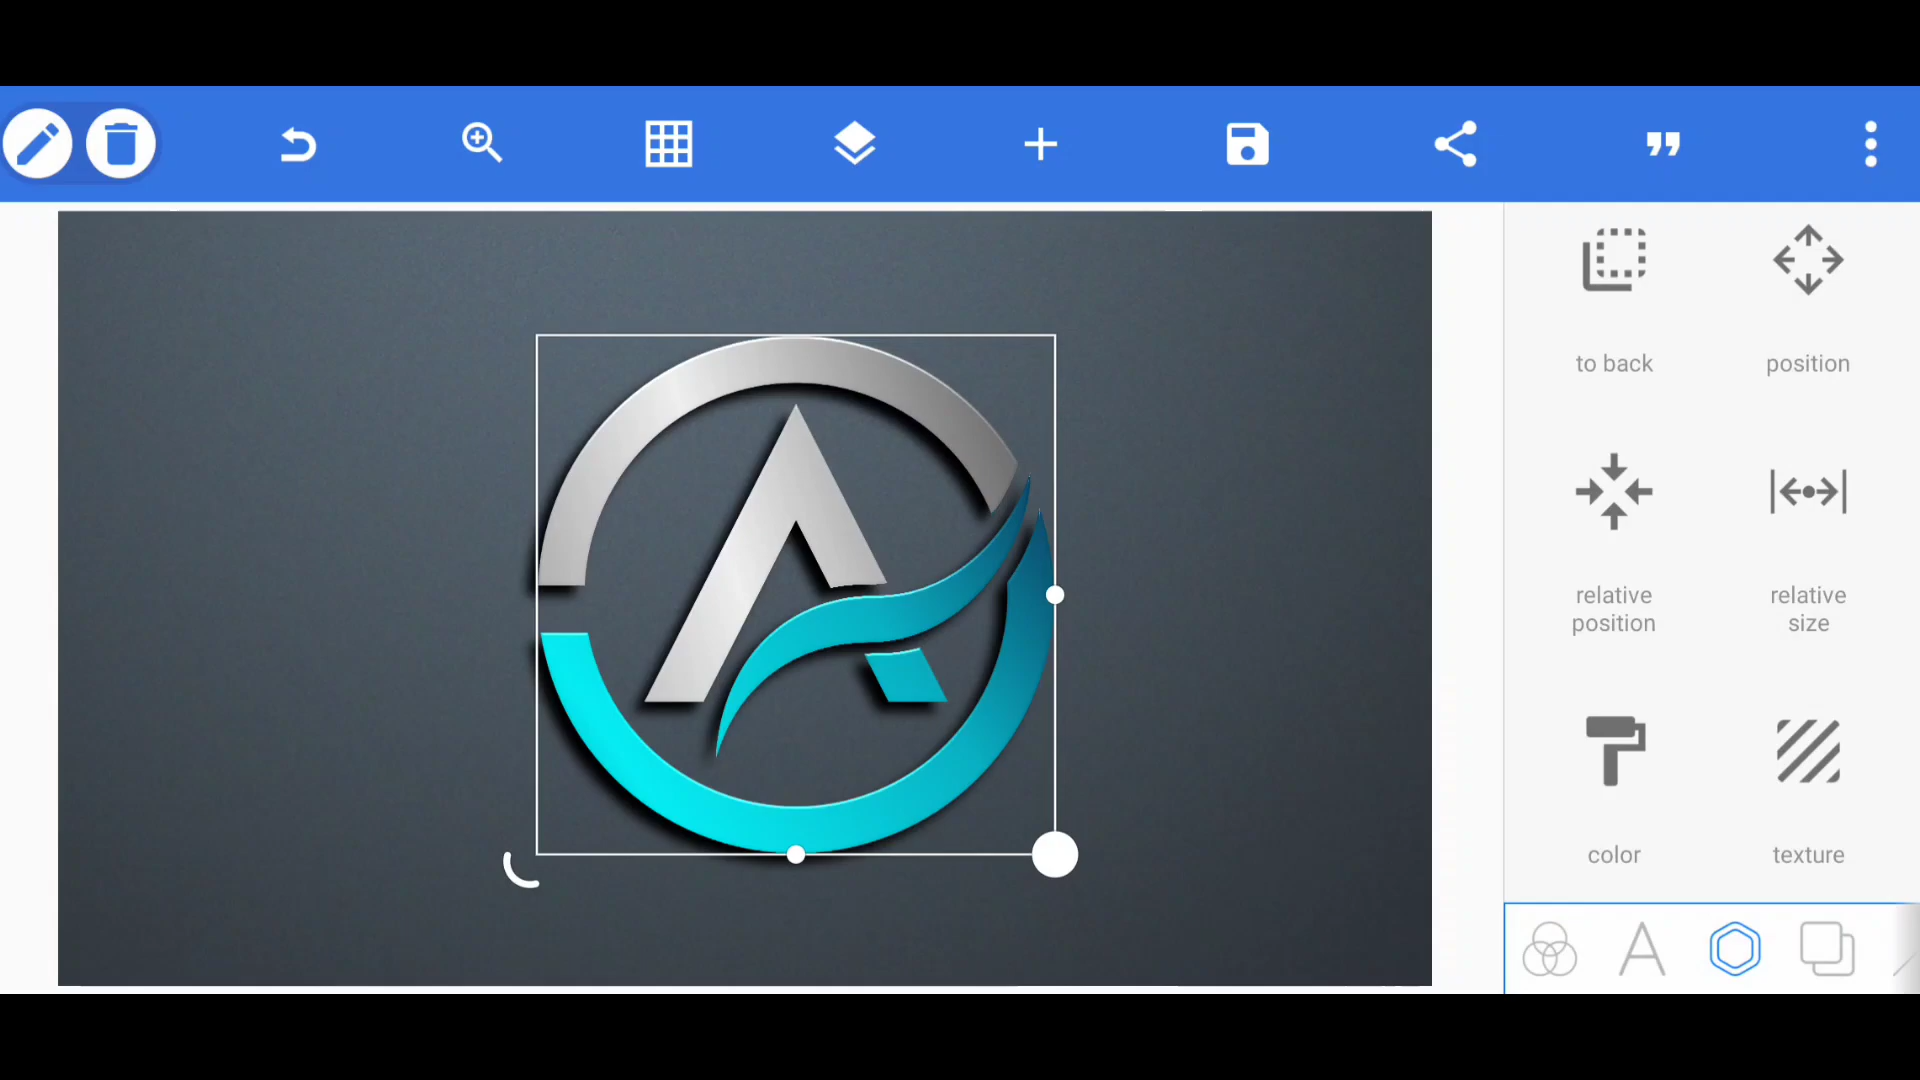 to back
position
relative
position
relative
size
color
texture
A